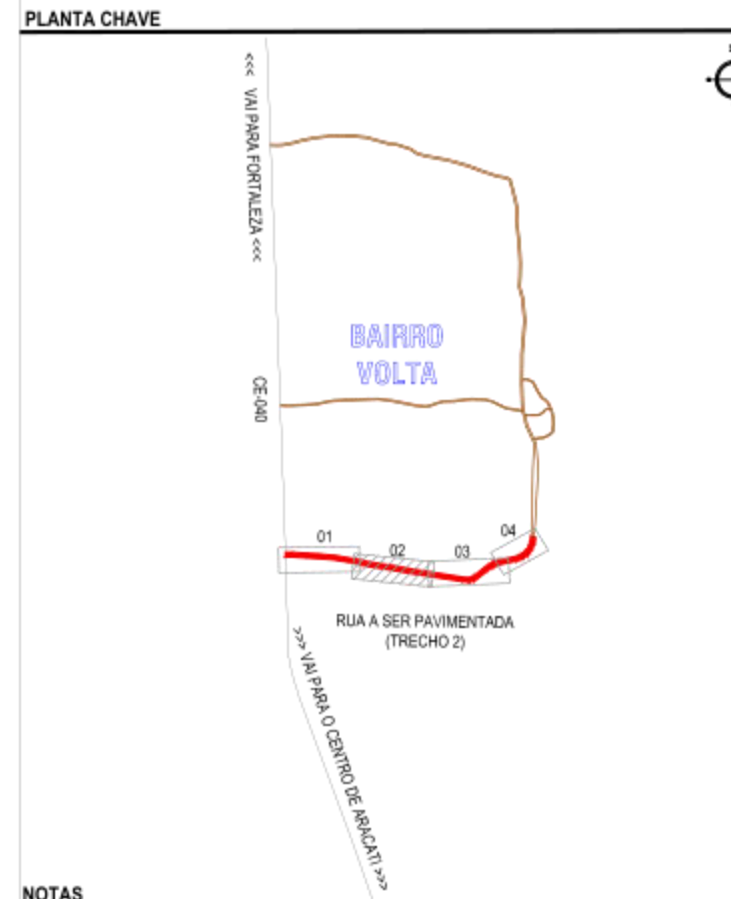 PLANTA CHAVE
<<< VAI PARA FORTALEZA <<<
BAIRRO
VOLTA
CE-040
01
02
03
04
RUA A SER PAVIMENTADA
(TRECHO 2)
>>> VAI PARA O CENTRO DE ARACATI >>>
NOTAS